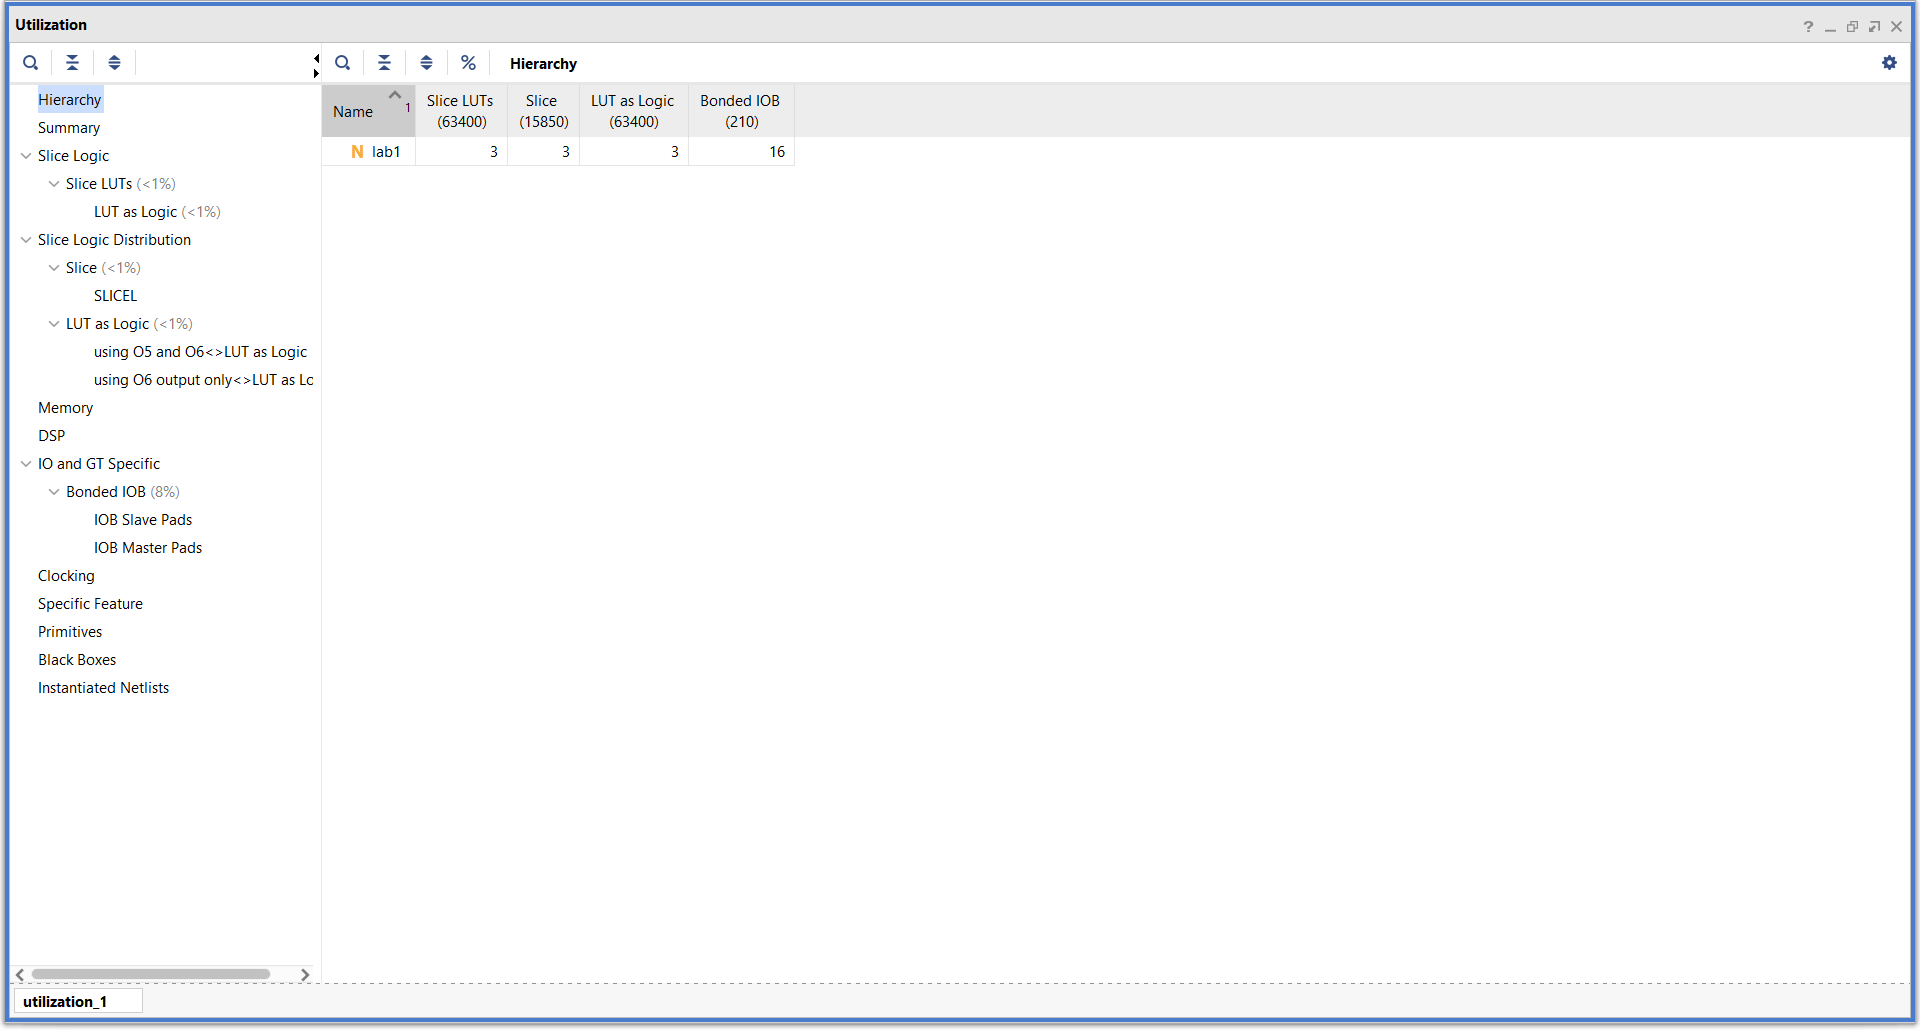 Utilization
Hierarchy
Hierarchy
Summary
Slice Logic
Slice LUTs (<1%)
LUT as Logic (<1%)
Slice Logic Distribution
Slice (<1%)
SLICEL
LUT as Logic (<1%)
using O5 and O6<>LUT as Logic
using O6 output only<>LUT as Lo
Memory
DSP
IO and GT Specific
Bonded IOB (8%)
IOB Slave Pads
IOB Master Pads
Clocking
Specific Feature
Primitives
Black Boxes
Instantiated Netlists
Name 1 Slice LUTs (63400) Slice (15850) LUT as Logic (63400) Bonded IOB (210)
N lab1 3 3 3 16
utilization_1